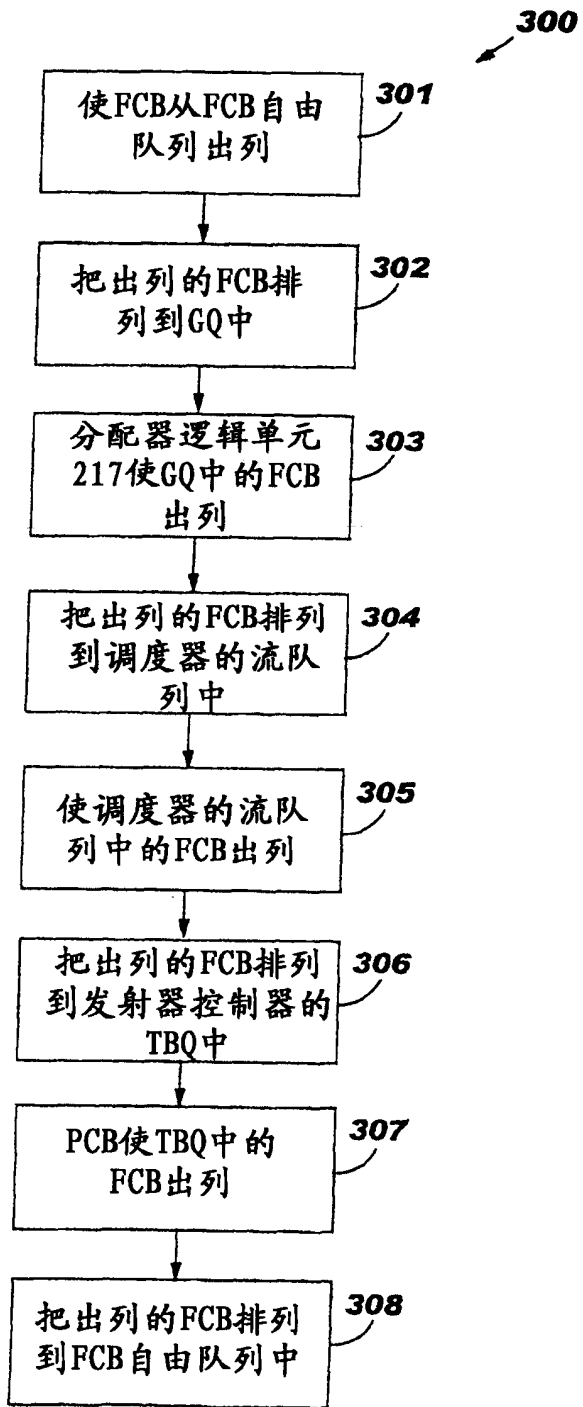 300
使FCB从FCB自由
队列出列
301
把出列的FCB排
列到GQ中
302
分配器逻辑单元
217使GQ中的FCB
出列
303
把出列的FCB排列
到调度器的流队
列中
304
使调度器的流队
列中的FCB出列
305
把出列的FCB排列
到发射器控制器的
TBQ中
306
PCB使TBQ中的
FCB出列
307
把出列的FCB排列
到FCB自由队列中
308